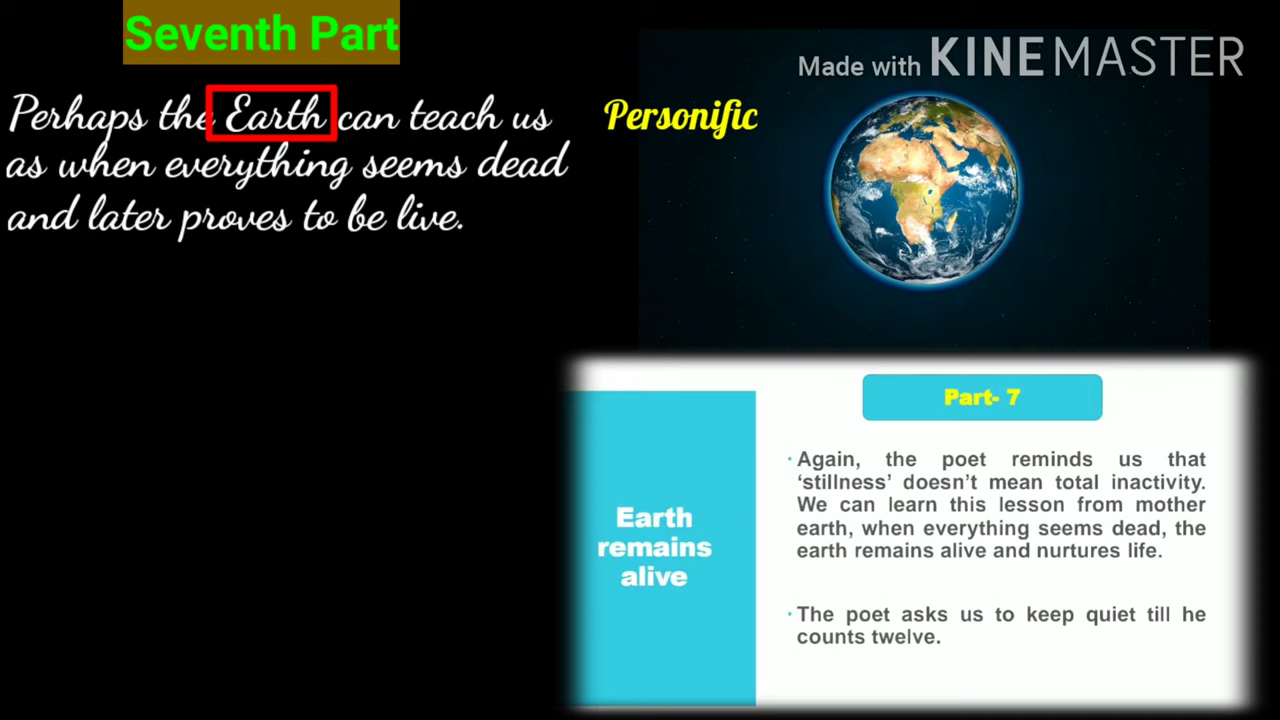 Seventh Part
Made with KINEMASTER
Perhaps the Earth can teach us
as when everything seems dead
and later proves to be live.
Personific
Part- 7
Earth
remains
alive
· Again, the poet reminds us that
‘stillness’ doesn’t mean total inactivity.
We can learn this lesson from mother
earth, when everything seems dead, the
earth remains alive and nurtures life.
· The poet asks us to keep quiet till he
counts twelve.